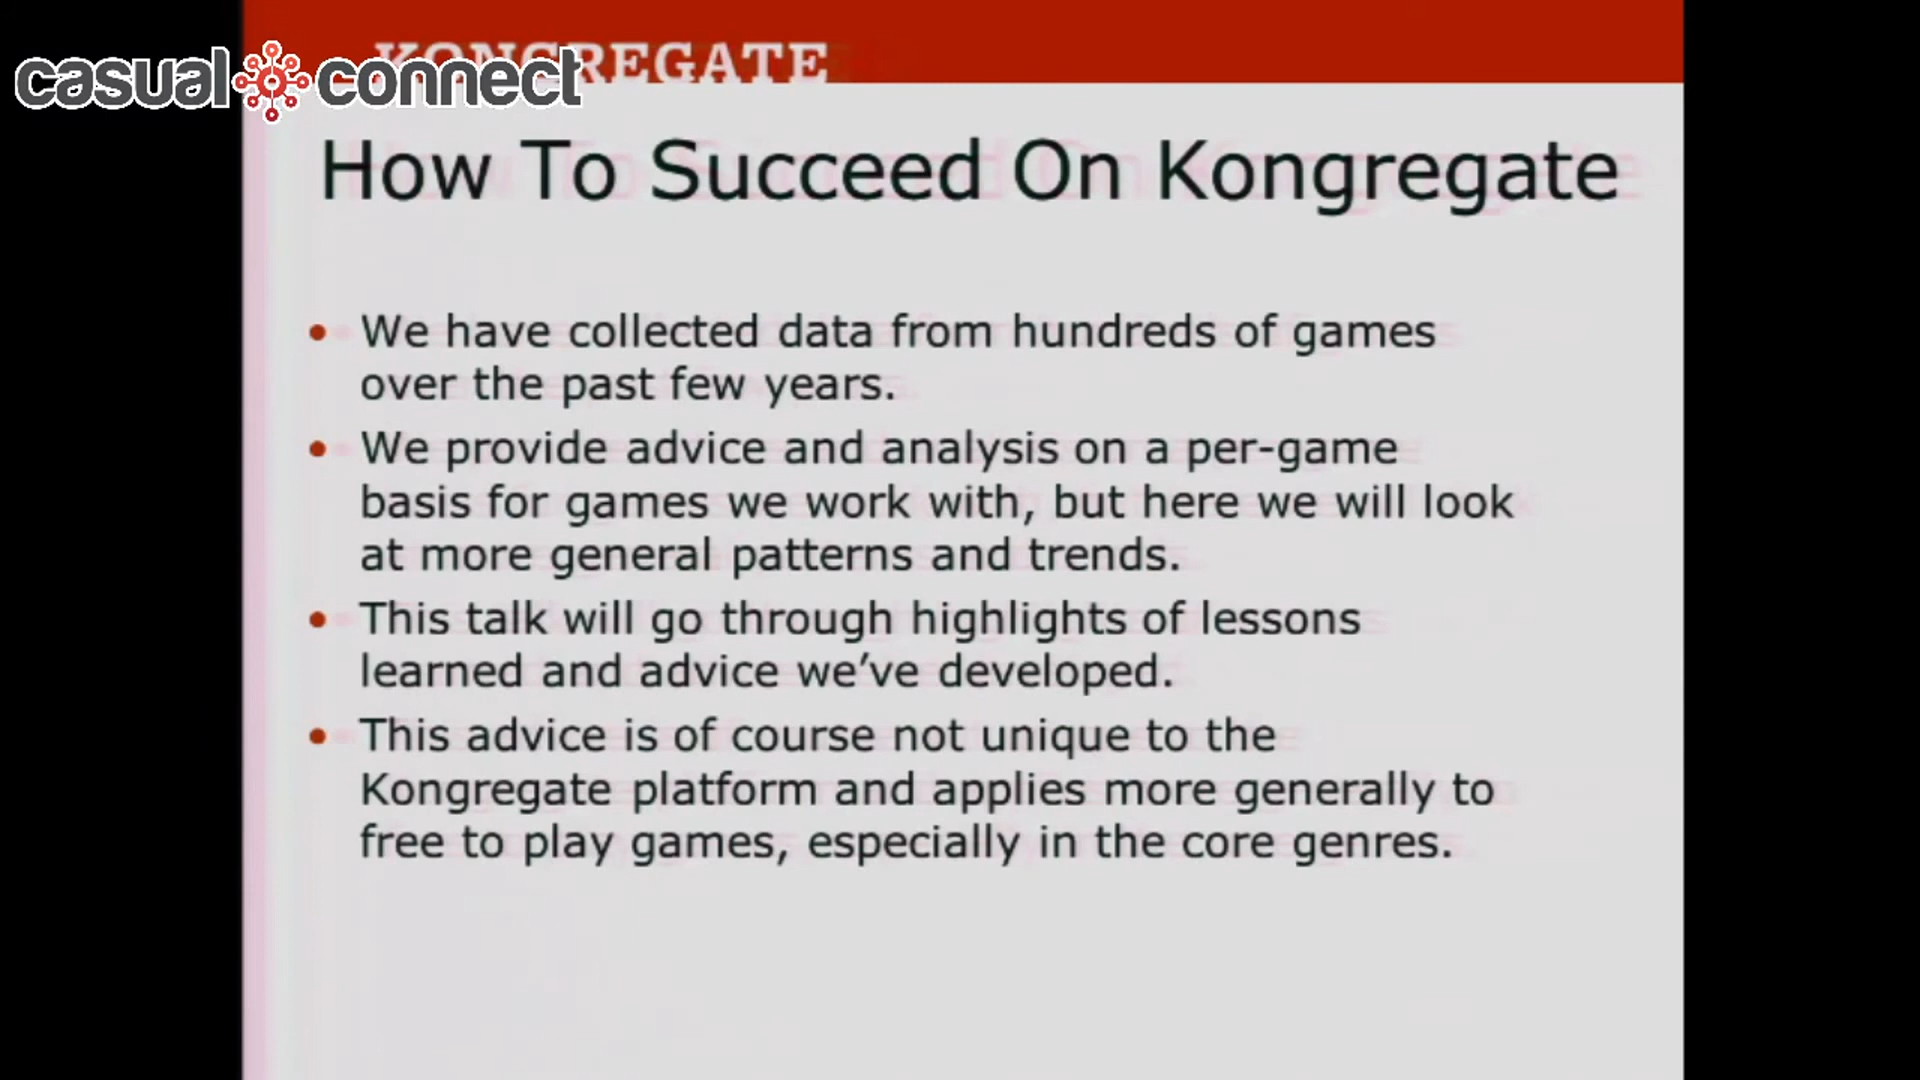 KONGREGATE
casual connect
How To Succeed On Kongregate
• We have collected data from hundreds of games
over the past few years.
• We provide advice and analysis on a per-game
basis for games we work with, but here we will look
at more general patterns and trends.
• This talk will go through highlights of lessons
learned and advice we’ve developed.
• This advice is of course not unique to the
Kongregate platform and applies more generally to
free to play games, especially in the core genres.